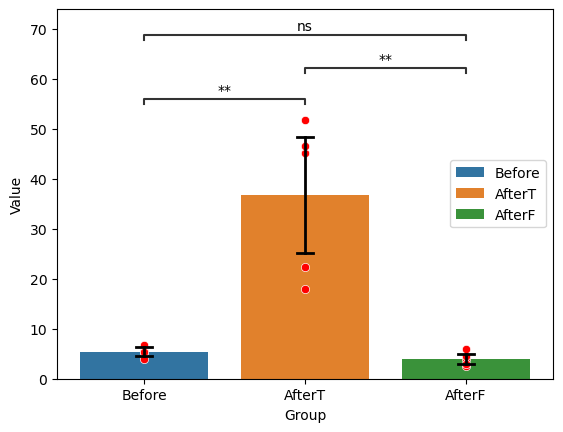 ns
**
**
70
60
50
40
30
20
10
0
Value
Before
AfterT
AfterF
Before
AfterT
AfterF
Group